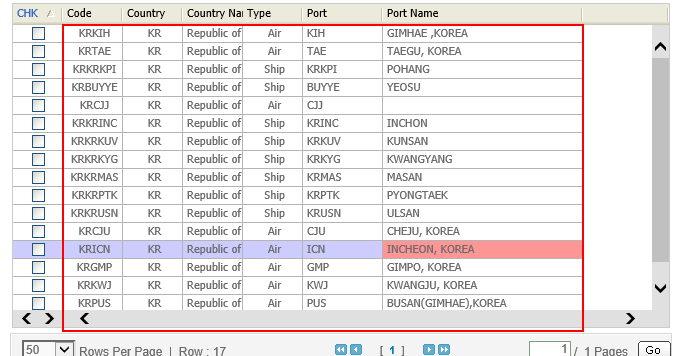 CHK Code Country Country Na Type Port Port Name
KRKIH KR Republic of Air KIH GIMHAE ,KOREA
KRTAE KR Republic of Air TAE TAEGU, KOREA
KRKRKPI KR Republic of Ship KRKPI POHANG
KRBUYYE KR Republic of Ship BUYYE YEOSU
KRCJJ KR Republic of Air CJJ
KRKRINC KR Republic of Ship KRINC INCHON
KRKRKUV KR Republic of Ship KRKUV KUNSAN
KRKRKYG KR Republic of Ship KRKYG KWANGYANG
KRKRMAS KR Republic of Ship KRMAS MASAN
KRKRPTK KR Republic of Ship KRPTK PYONGTAEK
KRKRUSN KR Republic of Ship KRUSN ULSAN
KRCJU KR Republic of Air CJU CHEJU, KOREA
KRICN KR Republic of Air ICN INCHEON, KOREA
KRGMP KR Republic of Air GMP GIMPO, KOREA
KRKWJ KR Republic of Air KWJ KWANGJU, KOREA
KRPUS KR Republic of Air PUS BUSAN(GIMHAE),KOREA
50 Rows Per Page | Row : 17 [ 1 ] 1 / 1 Pages Go